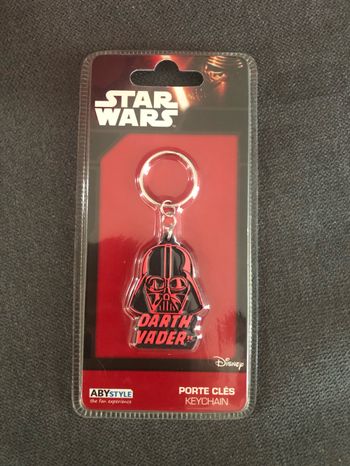 STAR
WARS
DARTH
VADER
Disney
ABYSTYLE
the fan experience
PORTE CLÉS
KEYCHAIN